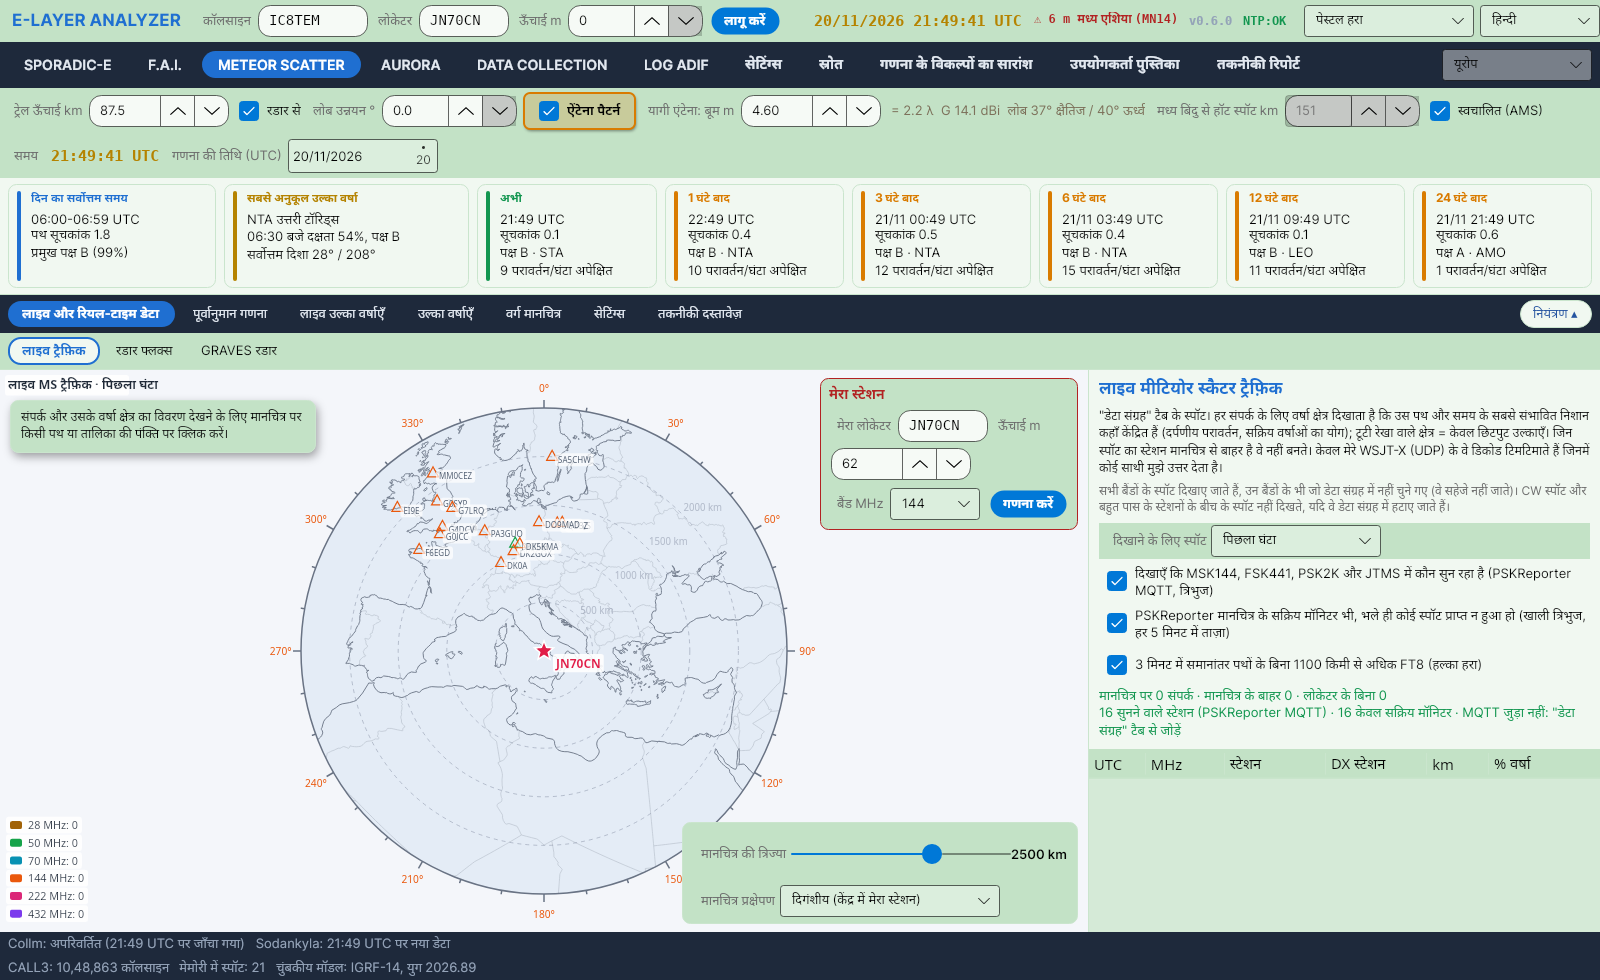 E-LAYER ANALYZER कॉलसाइन IC8TEM लोकेटर JN70CN ऊँचाई m 0 लागू करें 20/11/2026 21:49:41 UTC ⚠ 6 m मध्य एशिया (MN14) v0.6.0 NTP:OK पेस्टल हरा हिन्दी
SPORADIC-E F.A.I. METEOR SCATTER AURORA DATA COLLECTION LOG ADIF सेटिंग्स स्रोत गणना के विकल्पों का सारांश उपयोगकर्ता पुस्तिका तकनीकी रिपोर्ट यूरोप
ट्रेल ऊँचाई km 87.5 रडार से लोब उन्नयन ° 0.0 ऐंटेना पैटर्न यागी एंटेना: बूम m 4.60 = 2.2 λ G 14.1 dBi लोब 37° क्षैतिज / 40° ऊर्ध्व मध्य बिंदु से हॉट स्पॉट km 151 स्वचालित (AMS)
समय 21:49:41 UTC गणना की तिथि (UTC) 20/11/2026 20
दिन का सर्वोत्तम समय
06:00-06:59 UTC
पथ सूचकांक 1.8
प्रमुख पक्ष B (99%)
सबसे अनुकूल उल्का वर्षा
NTA उत्तरी टॉरिड्स
06:30 बजे दक्षता 54%, पक्ष B
सर्वोत्तम दिशा 28° / 208°
अभी
21:49 UTC
सूचकांक 0.1
पक्ष B · STA
9 परावर्तन/घंटा अपेक्षित
1 घंटे बाद
22:49 UTC
सूचकांक 0.4
पक्ष B · NTA
10 परावर्तन/घंटा अपेक्षित
3 घंटे बाद
21/11 00:49 UTC
सूचकांक 0.5
पक्ष B · NTA
12 परावर्तन/घंटा अपेक्षित
6 घंटे बाद
21/11 03:49 UTC
सूचकांक 0.4
पक्ष B · NTA
15 परावर्तन/घंटा अपेक्षित
12 घंटे बाद
21/11 09:49 UTC
सूचकांक 0.1
पक्ष B · LEO
11 परावर्तन/घंटा अपेक्षित
24 घंटे बाद
21/11 21:49 UTC
सूचकांक 0.6
पक्ष A · AMO
1 परावर्तन/घंटा अपेक्षित
लाइव और रियल-टाइम डेटा पूर्वानुमान गणना लाइव उल्का वर्षाएँ उल्का वर्षाएँ वर्ग मानचित्र सेटिंग्स तकनीकी दस्तावेज़ नियंत्रण ▴
लाइव ट्रैफ़िक रडार फ्लक्स GRAVES रडार
लाइव MS ट्रैफ़िक · पिछला घंटा
संपर्क और उसके वर्षा क्षेत्र का विवरण देखने के लिए मानचित्र पर
किसी पथ या तालिका की पंक्ति पर क्लिक करें।
0°
30°
60°
90°
120°
150
180°
210°
240°
270°
300°
330°
2000 km
1500 km
1000 km
500 km
SA5CHW
MM0CEZ
EI9E
G7LRQ
G0JCC
F6EGD
PA3GUO
DO9MAD
DK5KMA
DK0A
JN70CN
मेरा स्टेशन
मेरा लोकेटर JN70CN ऊँचाई m
62
बैंड MHz 144 गणना करें
28 MHz: 0
50 MHz: 0
70 MHz: 0
144 MHz: 0
222 MHz: 0
432 MHz: 0
मानचित्र की त्रिज्या 2500 km
मानचित्र प्रक्षेपण दिगंशीय (केंद्र में मेरा स्टेशन)
लाइव मीटियोर स्कैटर ट्रैफ़िक
"डेटा संग्रह" टैब के स्पॉट। हर संपर्क के लिए वर्षा क्षेत्र दिखाता है कि उस पथ और समय के सबसे संभावित निशान
कहाँ केंद्रित हैं (दर्पणीय परावर्तन, सक्रिय वर्षाओं का योग); टूटी रेखा वाले क्षेत्र = केवल छिटपुट उल्काएँ। जिन
स्पॉट का स्टेशन मानचित्र से बाहर है वे नहीं बनते। केवल मेरे WSJT-X (UDP) के वे डिकोड टिमटिमाते हैं जिनमें
कोई साथी मुझे उत्तर देता है।
सभी बैंडों के स्पॉट दिखाए जाते हैं, उन बैंडों के भी जो डेटा संग्रह में नहीं चुने गए (वे सहेजे नहीं जाते)। CW स्पॉट और
बहुत पास के स्टेशनों के बीच के स्पॉट नहीं दिखते, यदि वे डेटा संग्रह में हटाए जाते हैं।
दिखाने के लिए स्पॉट पिछला घंटा
दिखाएँ कि MSK144, FSK441, PSK2K और JTMS में कौन सुन रहा है (PSKReporter
MQTT, त्रिभुज)
PSKReporter मानचित्र के सक्रिय मॉनिटर भी, भले ही कोई स्पॉट प्राप्त न हुआ हो (खाली त्रिभुज,
हर 5 मिनट में ताज़ा)
3 मिनट में समानांतर पथों के बिना 1100 किमी से अधिक FT8 (हल्का हरा)
मानचित्र पर 0 संपर्क · मानचित्र के बाहर 0 · लोकेटर के बिना 0
16 सुनने वाले स्टेशन (PSKReporter MQTT) · 16 केवल सक्रिय मॉनिटर · MQTT जुड़ा नहीं: "डेटा
संग्रह" टैब से जोड़ें
UTC MHz स्टेशन DX स्टेशन km % वर्षा
Collm: अपरिवर्तित (21:49 UTC पर जाँचा गया) Sodankyla: 21:49 UTC पर नया डेटा
CALL3: 10,48,863 कॉलसाइन मेमोरी में स्पॉट: 21 चुंबकीय मॉडल: IGRF-14, युग 2026.89